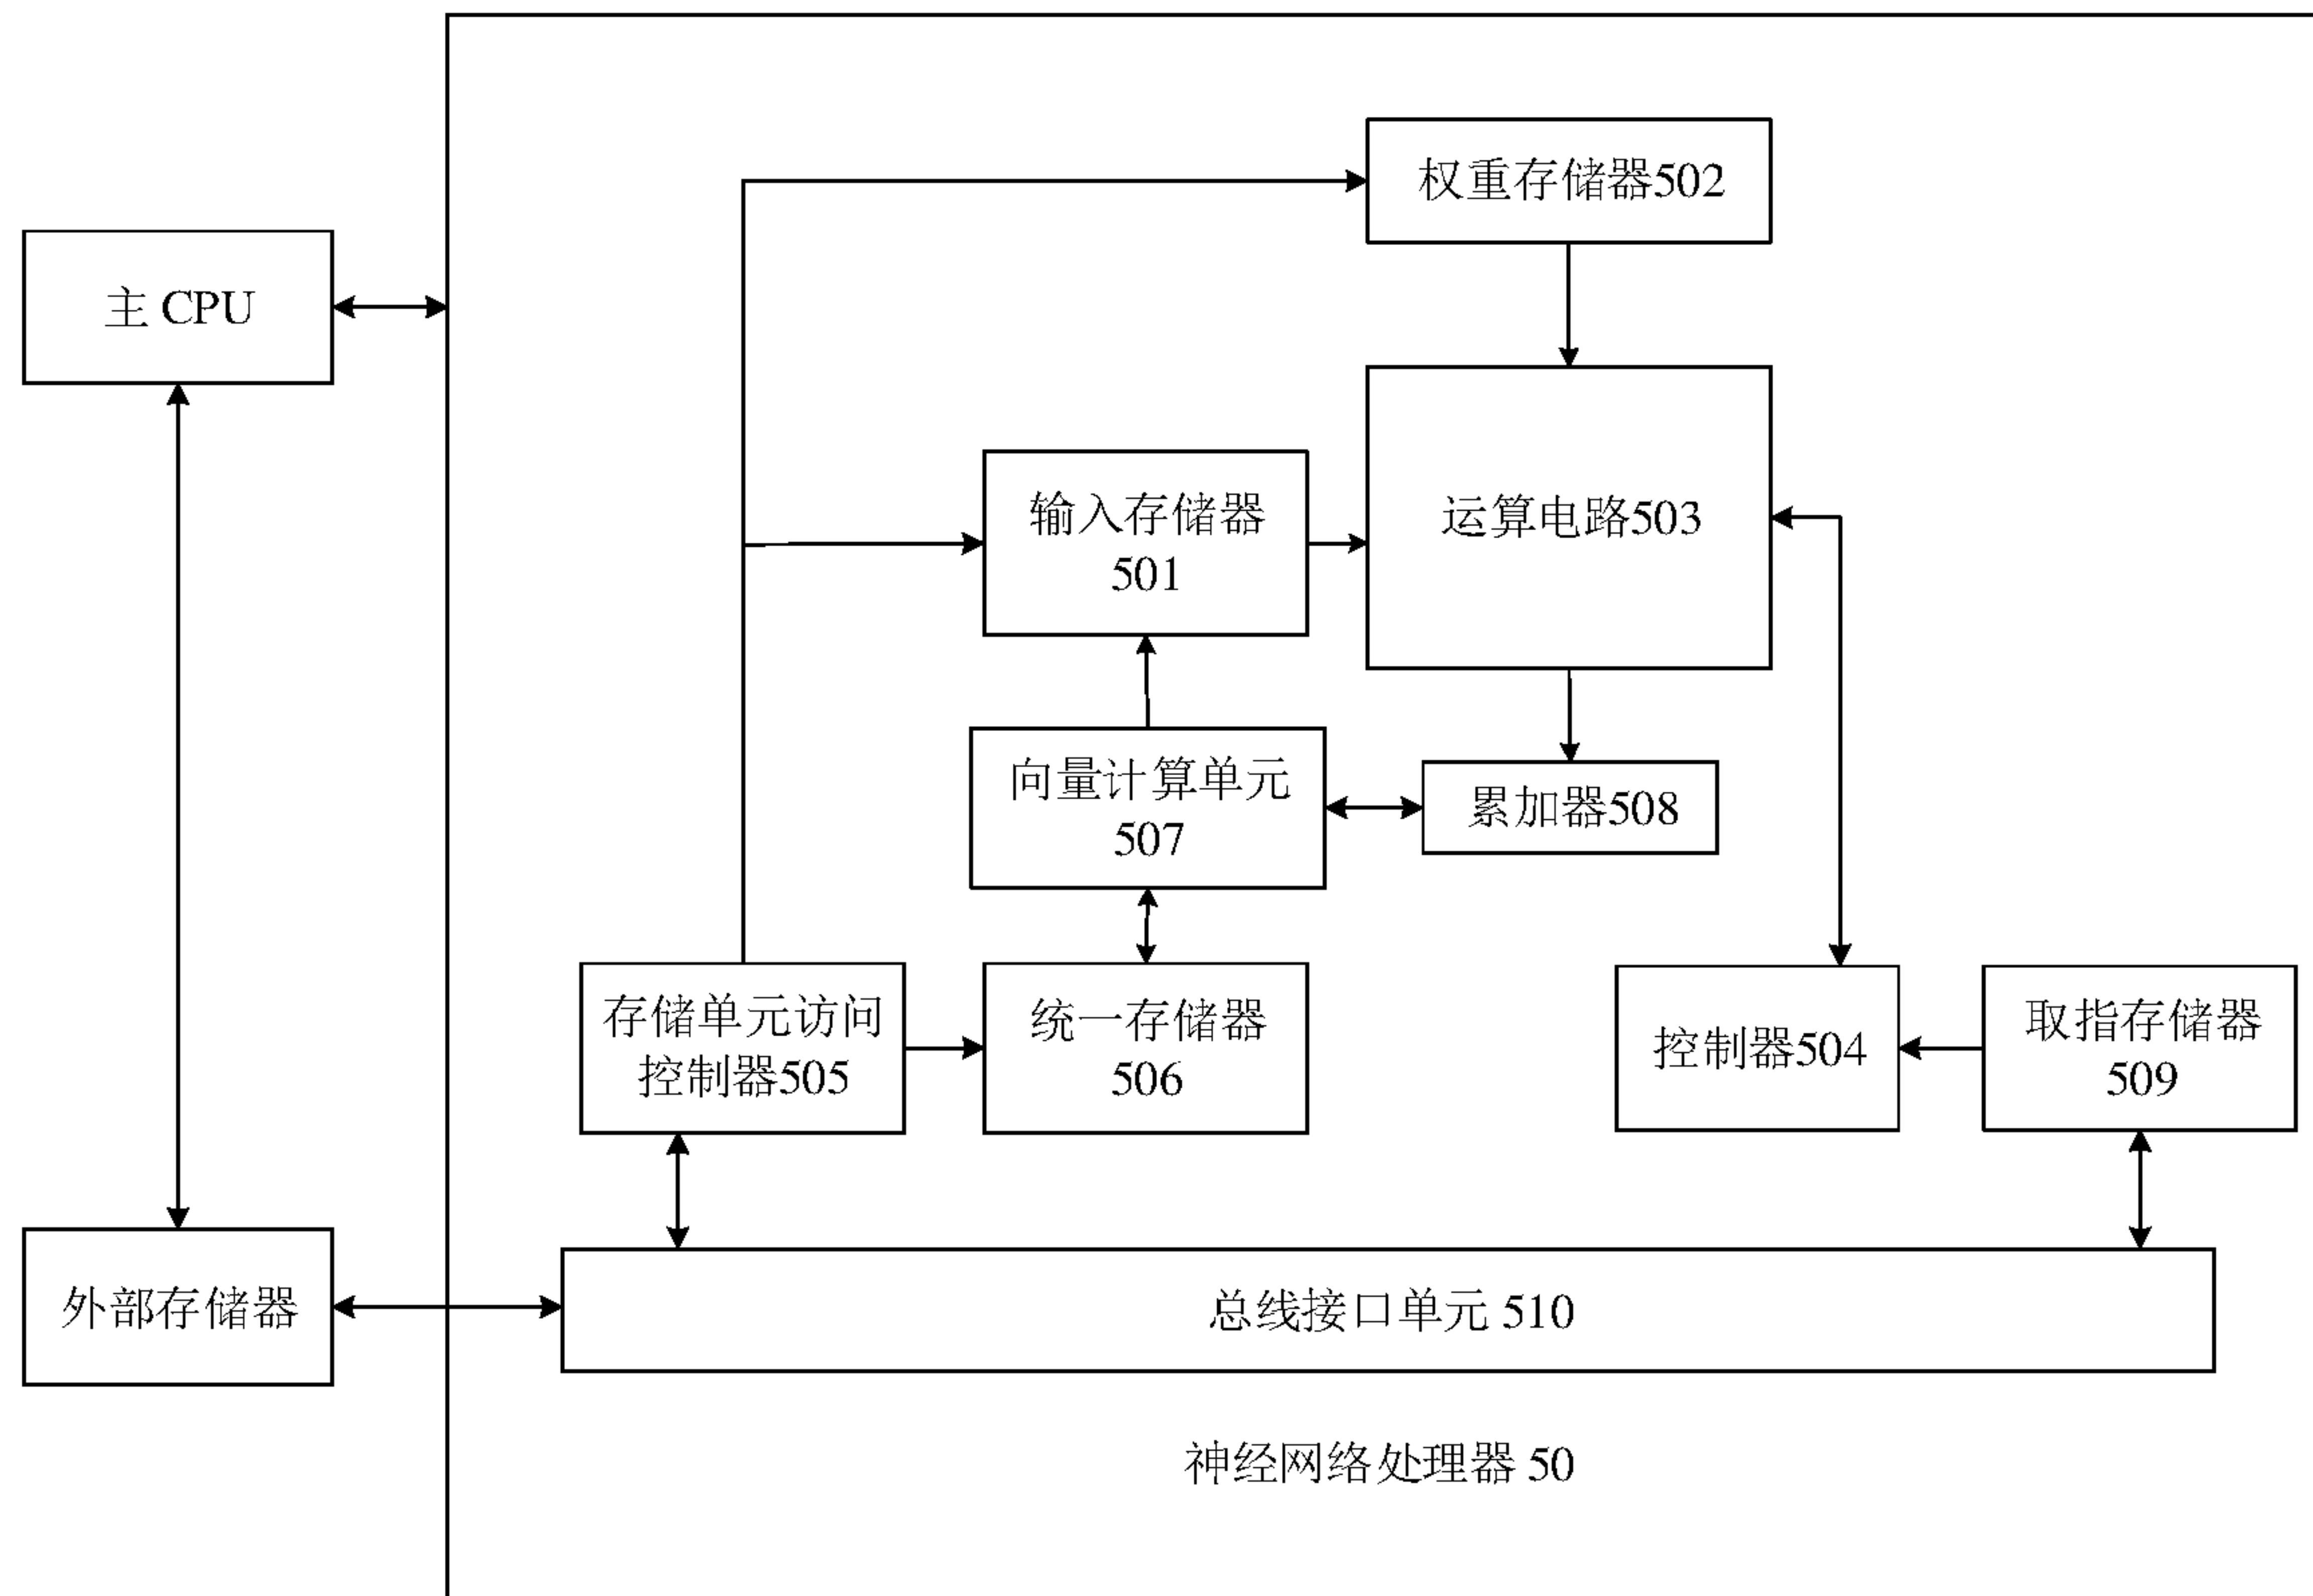 权重存储器502
主 CPU
输入存储器
501
运算电路503
向量计算单元
507
累加器508
存储单元访问
控制器505
统一存储器
506
控制器504
取指存储器
509
外部存储器
总线接口单元 510
神经网络处理器 50